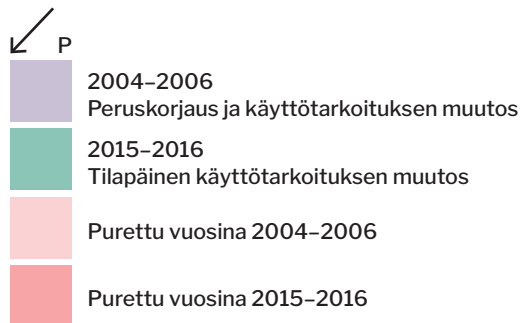 P
2004–2006
Peruskorjaus ja käyttötarkoituksen muutos
2015–2016
Tilapäinen käyttötarkoituksen muutos
Purettu vuosina 2004–2006
Purettu vuosina 2015–2016